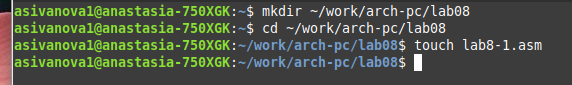 asivanova1@anastasia-750XGK:~$ mkdir ~/work/arch-pc/lab08
asivanova1@anastasia-750XGK:~$ cd ~/work/arch-pc/lab08
asivanova1@anastasia-750XGK:~/work/arch-pc/lab08$ touch lab8-1.asm
asivanova1@anastasia-750XGK:~/work/arch-pc/lab08$